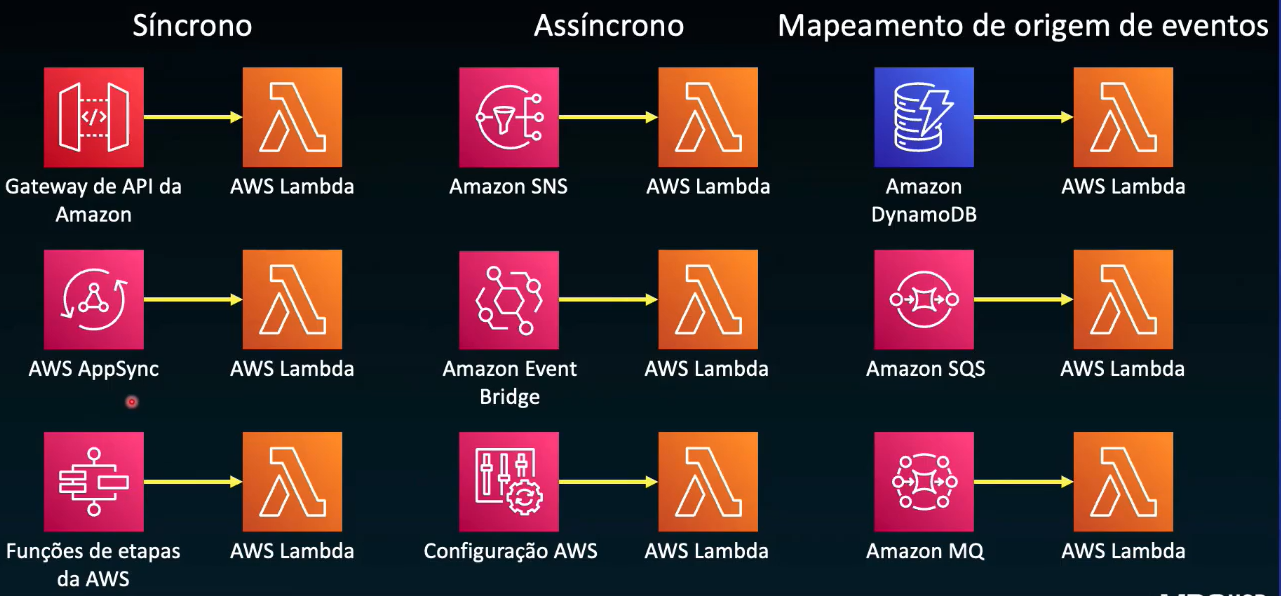 Síncrono
Assíncrono
Mapeamento de origem de eventos
</>
Gateway de API da
Amazon
AWS Lambda
Amazon SNS
AWS Lambda
Amazon
DynamoDB
AWS Lambda
AWS AppSync
AWS Lambda
Amazon Event
Bridge
AWS Lambda
Amazon SQS
AWS Lambda
Funções de etapas
da AWS
AWS Lambda
Configuração AWS
AWS Lambda
Amazon MQ
AWS Lambda